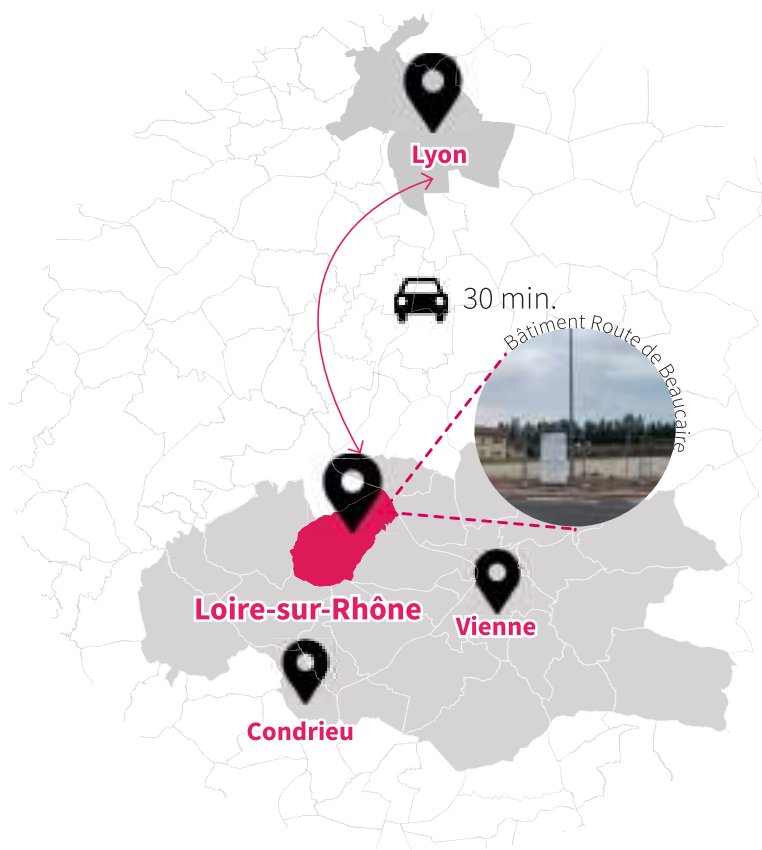 Lyon
30 min.
Bâtiment Route de Beaucaire
Loire-sur-Rhône
Vienne
Condrieu